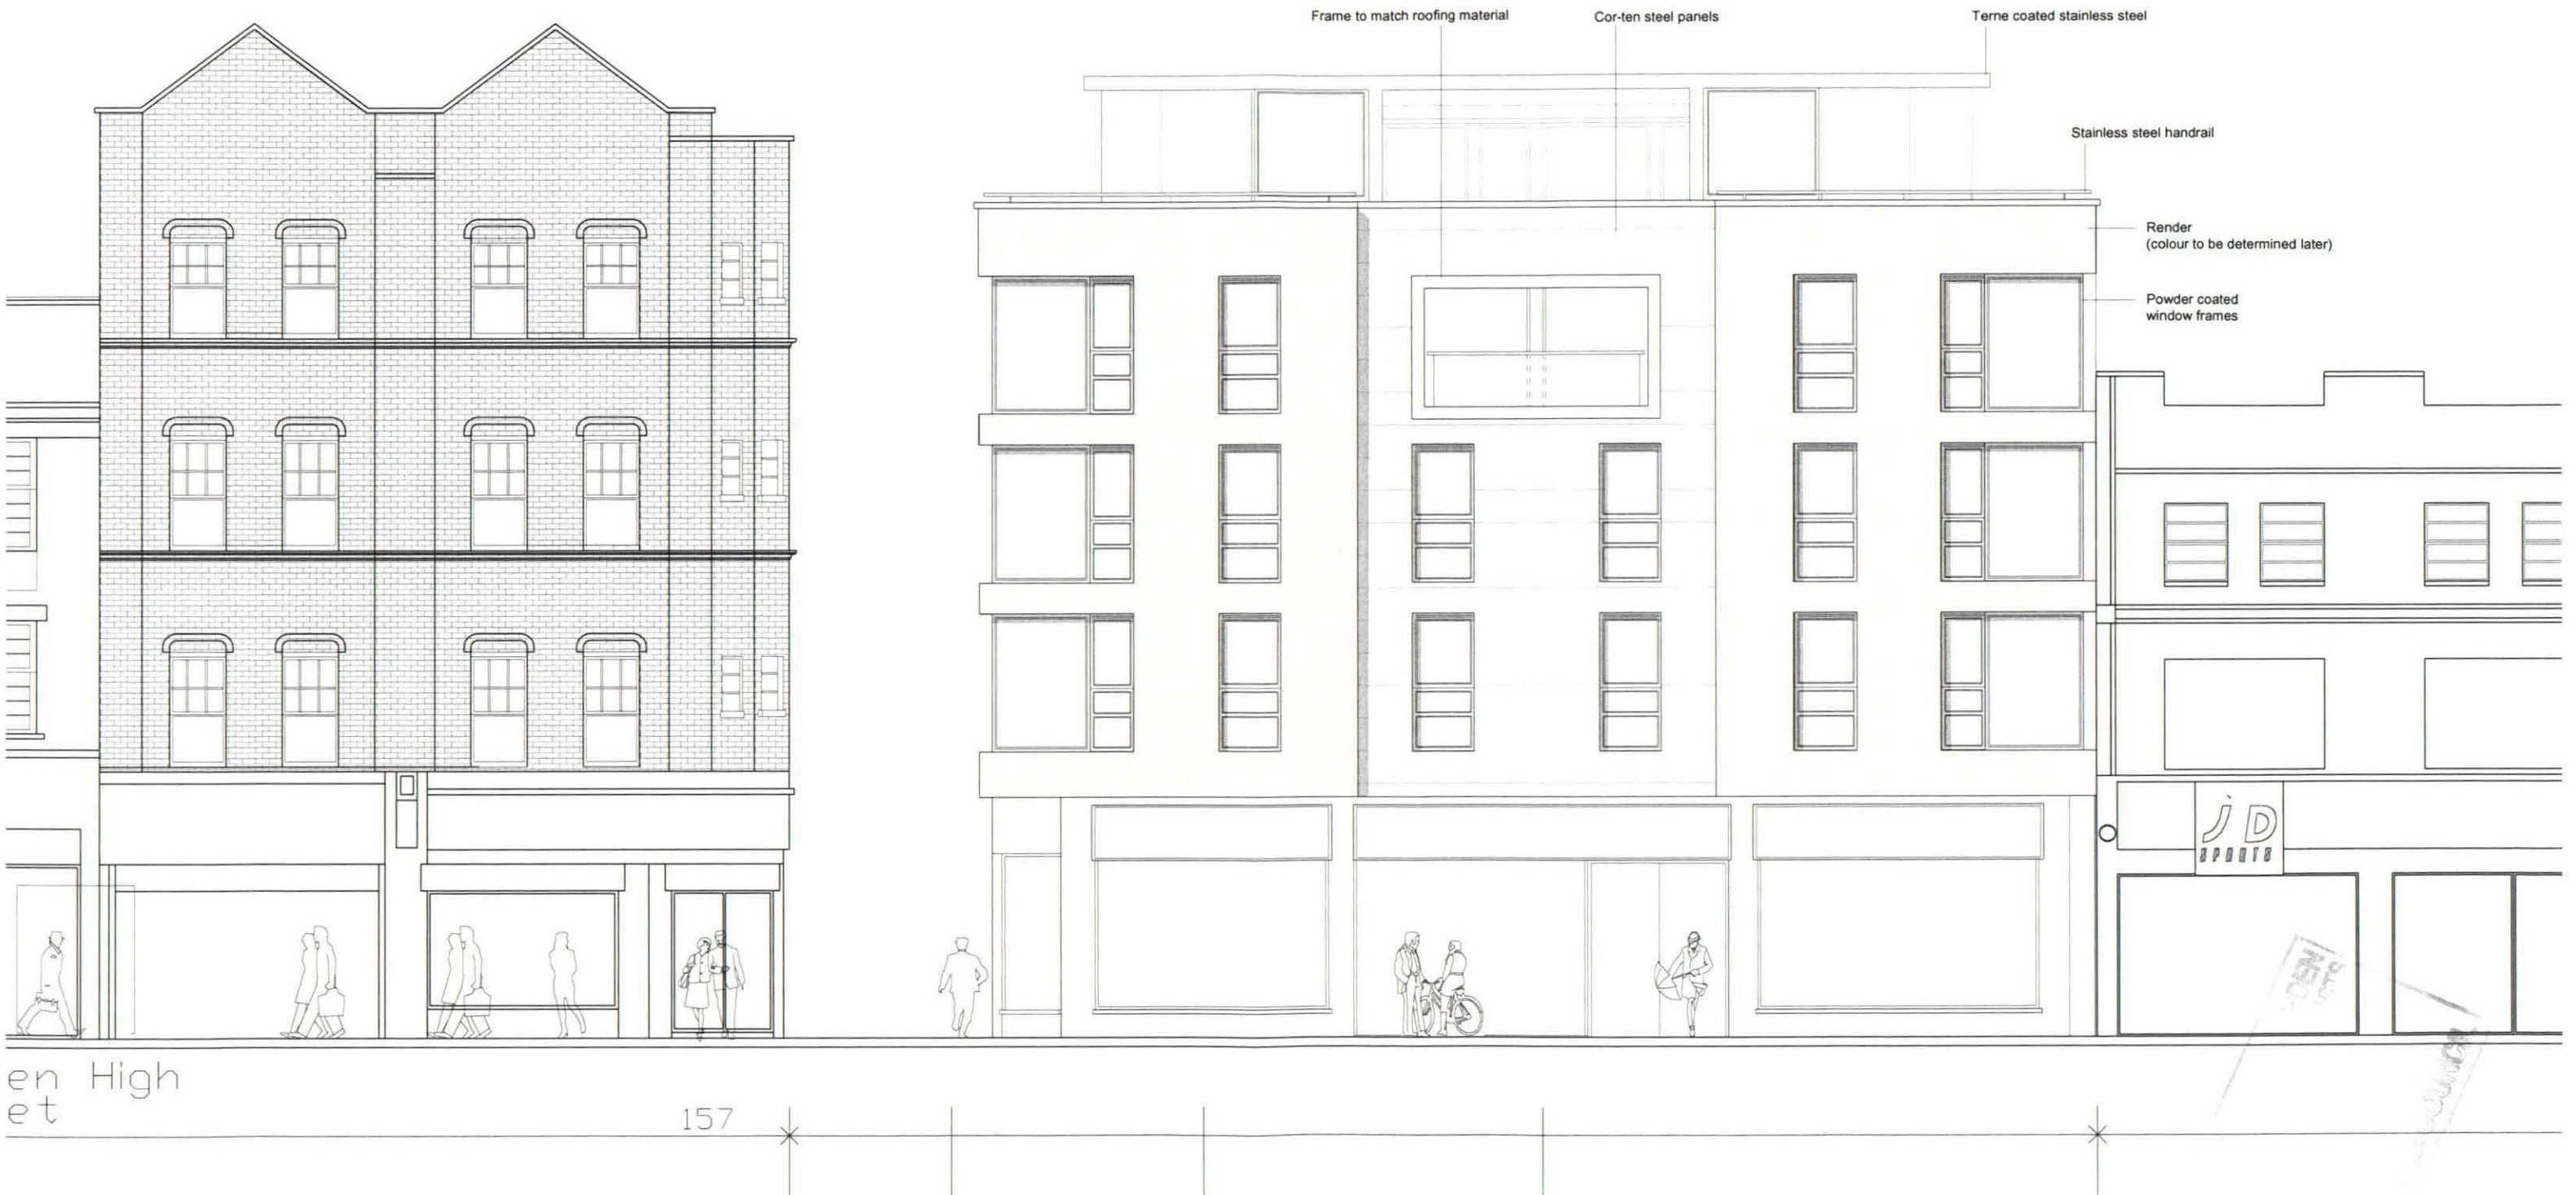 Frame to match roofing material
Cor-ten steel panels
Terne coated stainless steel
Stainless steel handrail
Render
(colour to be determined later)
Powder coated
window frames
JD
SPORTS
en High
et
157